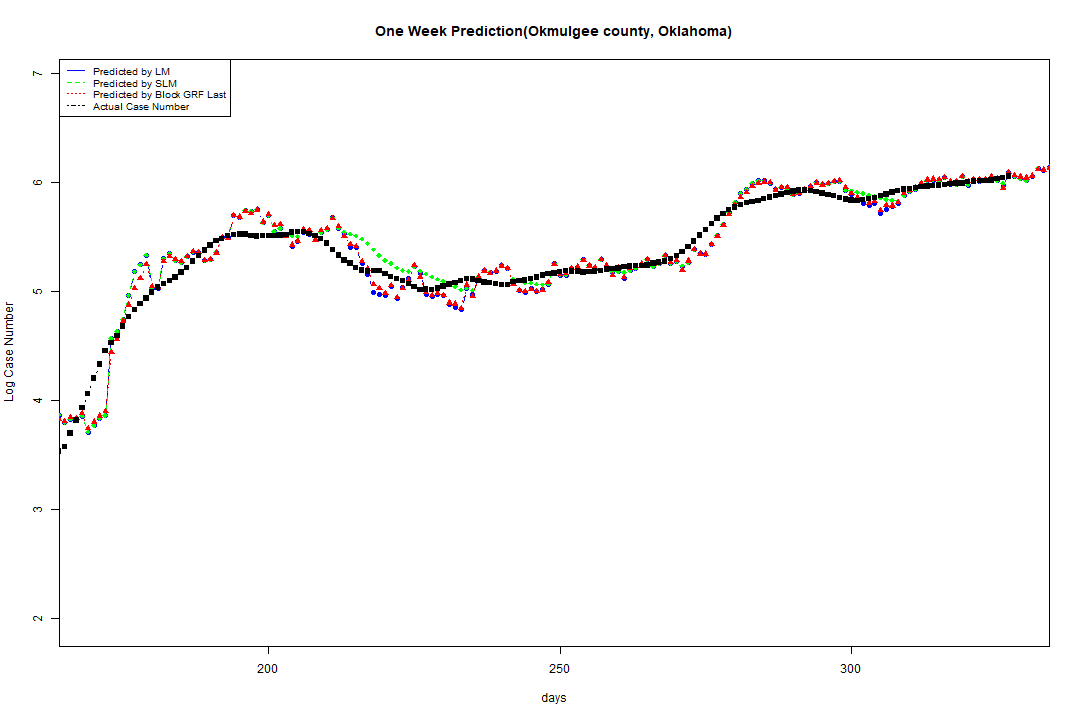 One Week Prediction(Okmulgee county, Oklahoma)
Predicted by LM
Predicted by SLM
Predicted by Block GRF Last
Actual Case Number
7
6
5
4
3
2
Log Case Number
200
250
300
days